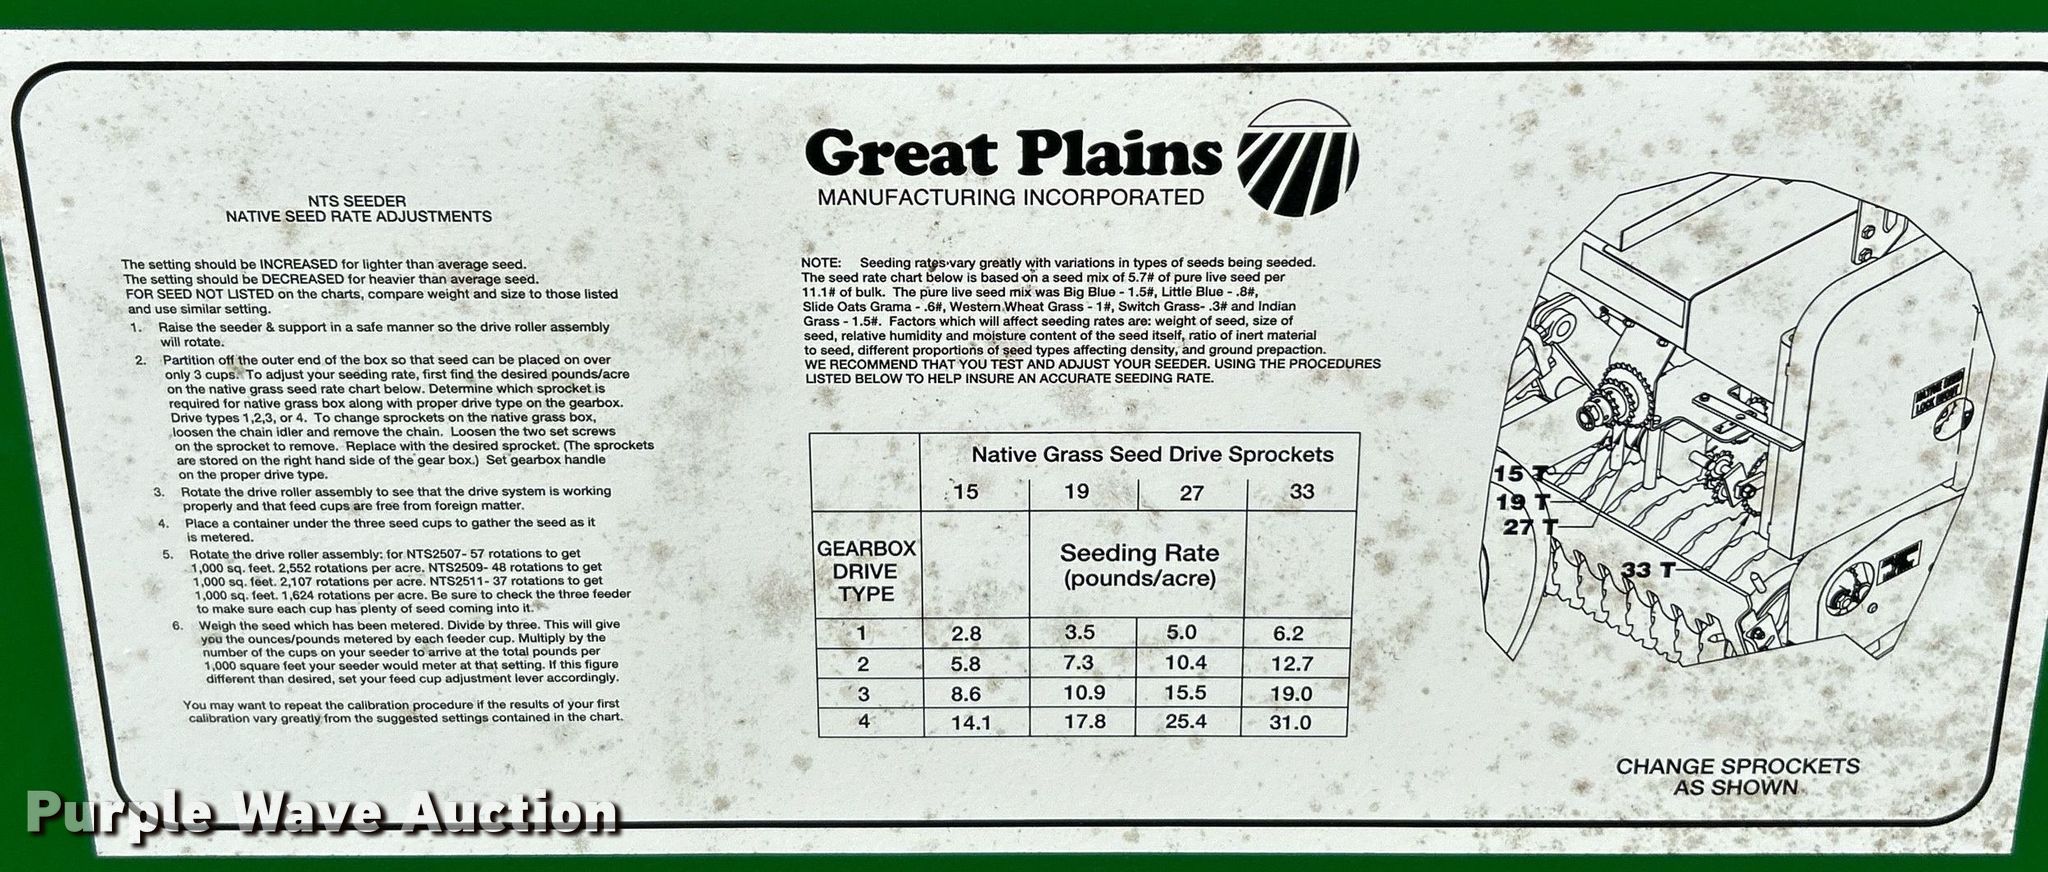 NTS SEEDER
NATIVE SEED RATE ADJUSTMENTS
The setting should be INCREASED for lighter than average seed.
The setting should be DECREASED for heavier than average seed.
FOR SEED NOT LISTED on the charts, compare weight and size to those listed
and use similar setting.
1. Raise the seeder & support in a safe manner so the drive roller assembly
will rotate.
2. Partition off the outer end of the box so that seed can be placed on over
only 3 cups. To adjust your seeding rate, first find the desired pounds/acre
on the native grass seed rate chart below. Determine which sprocket is
required for native grass box along with proper drive type on the gearbox.
Drive types 1,2,3, or 4. To change sprockets on the native grass box,
loosen the chain idler and remove the chain. Loosen the two set screws
on the sprocket to remove. Replace with the desired sprocket. (The sprockets
are stored on the right hand side of the gear box.) Set gearbox handle
on the proper drive type.
3. Rotate the drive roller assembly to see that the drive system is working
properly and that feed cups are free from foreign matter.
4. Place a container under the three seed cups to gather the seed as it
is metered.
5. Rotate the drive roller assembly: for NTS2507- 57 rotations to get
1,000 sq. feet. 2,552 rotations per acre. NTS2509- 48 rotations to get
1,000 sq. feet. 2,107 rotations per acre. NTS2511- 37 rotations to get
1,000 sq. feet. 1,624 rotations per acre. Be sure to check the three feeder
to make sure each cup has plenty of seed coming into it.
6. Weigh the seed which has been metered. Divide by three. This will give
you the ounces/pounds metered by each feeder cup. Multiply by the
number of the cups on your seeder to arrive at the total pounds per
1,000 square feet your seeder would meter at that setting. If this figure
different than desired, set your feed cup adjustment lever accordingly.
You may want to repeat the calibration procedure if the results of your first
calibration vary greatly from the suggested settings contained in the chart.
Great Plains
MANUFACTURING INCORPORATED
NOTE: Seeding rates vary greatly with variations in types of seeds being seeded.
The seed rate chart below is based on a seed mix of 5.7# of pure live seed per
11.1# of bulk. The pure live seed mix was Big Blue - 1.5#, Little Blue - .8#,
Slide Oats Grama - .6#, Western Wheat Grass - 1#, Switch Grass- .3# and Indian
Grass - 1.5#. Factors which will affect seeding rates are: weight of seed, size of
seed, relative humidity and moisture content of the seed itself, ratio of inert material
to seed, different proportions of seed types affecting density, and ground prepaction.
WE RECOMMEND THAT YOU TEST AND ADJUST YOUR SEEDER. USING THE PROCEDURES
LISTED BELOW TO HELP INSURE AN ACCURATE SEEDING RATE.
Native Grass Seed Drive Sprockets
15 19 27 33
GEARBOX
DRIVE
TYPE
Seeding Rate
(pounds/acre)
1 2.8 3.5 5.0 6.2
2 5.8 7.3 10.4 12.7
3 8.6 10.9 15.5 19.0
4 14.1 17.8 25.4 31.0
15 T
19 T
27 T
33 T
CHANGE SPROCKETS
AS SHOWN
Purple Wave Auction